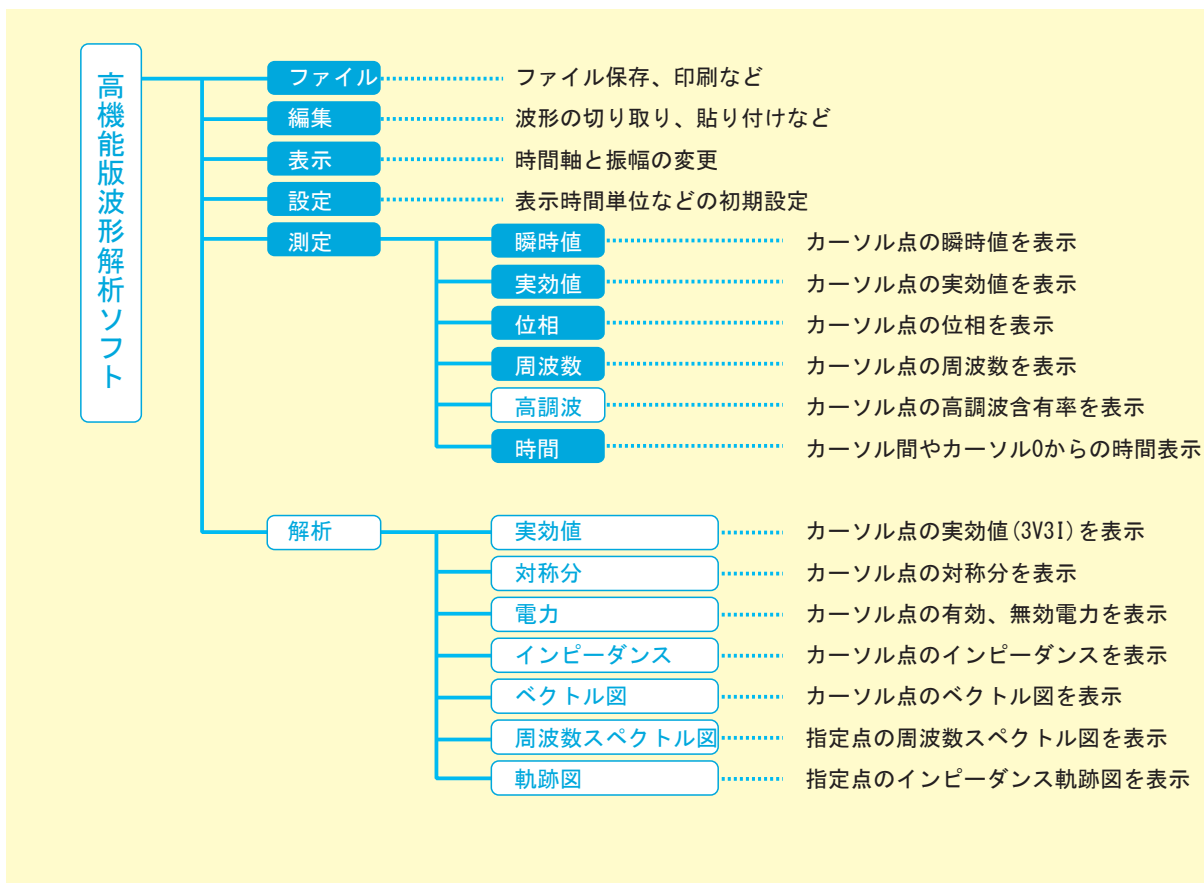 高機能版波形解析ソフト
ファイル ファイル保存、印刷など
編集 波形の切り取り、貼り付けなど
表示 時間軸と振幅の変更
設定 表示時間単位などの初期設定
測定
瞬時値 カーソル点の瞬時値を表示
実効値 カーソル点の実効値を表示
位相 カーソル点の位相を表示
周波数 カーソル点の周波数を表示
高調波 カーソル点の高調波含有率を表示
時間 カーソル間やカーソル0からの時間表示
解析
実効値 カーソル点の実効値(3V3I)を表示
対称分 カーソル点の対称分を表示
電力 カーソル点の有効、無効電力を表示
インピーダンス カーソル点のインピーダンスを表示
ベクトル図 カーソル点のベクトル図を表示
周波数スペクトル図 指定点の周波数スペクトル図を表示
軌跡図 指定点のインピーダンス軌跡図を表示